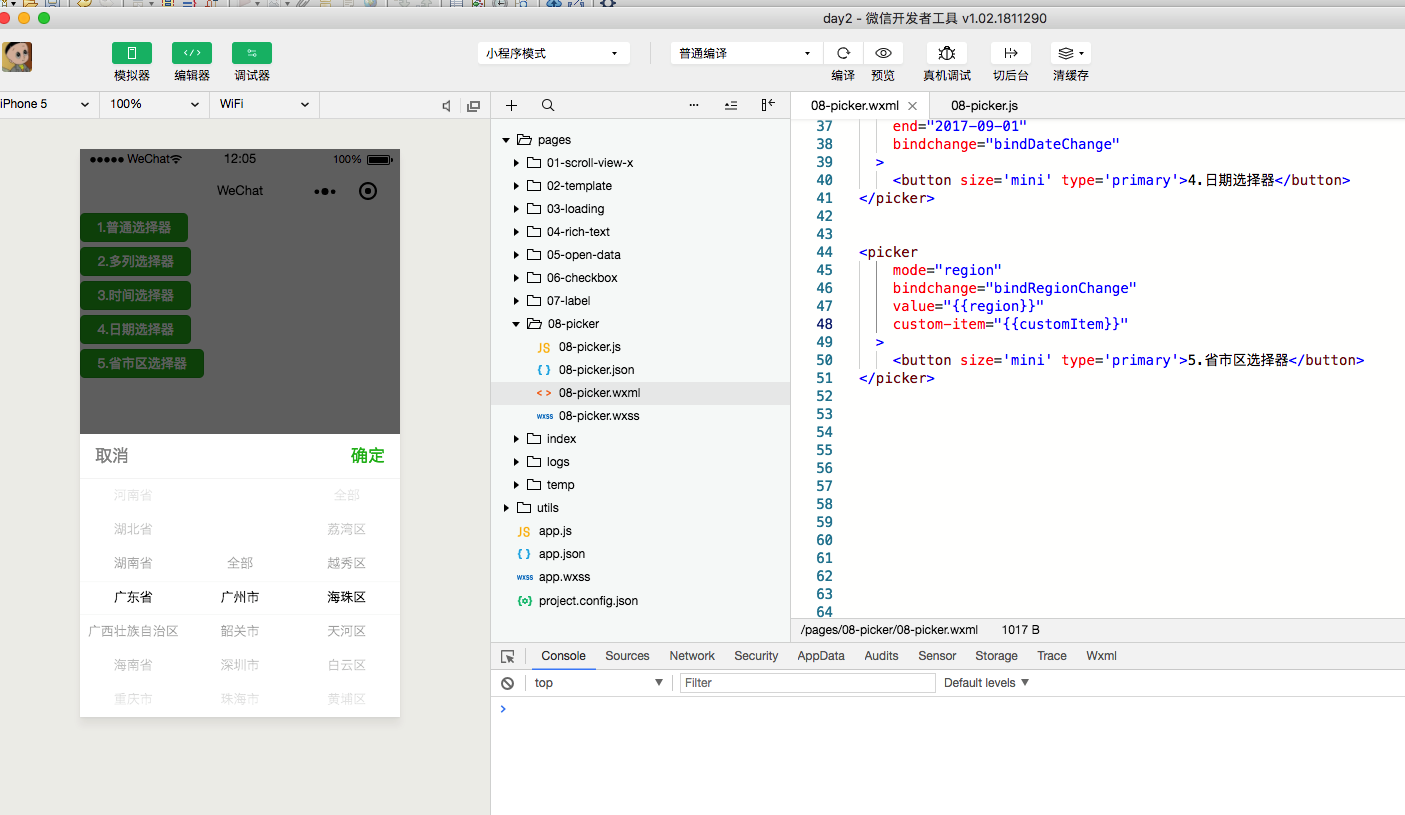 day2 - 微信开发者工具 v1.02.1811290
模拟器 编辑器 调试器
小程序模式 普通编译
编译 预览 真机调试 切后台 清缓存
iPhone 5 100% WiFi
WeChat 12:05 100%
WeChat
1.普通选择器
2.多列选择器
3.时间选择器
4.日期选择器
5.省市区选择器
取消 确定
河南省 全部
湖北省 荔湾区
湖南省 全部 越秀区
广东省 广州市 海珠区
广西壮族自治区 韶关市 天河区
海南省 深圳市 白云区
重庆市 珠海市 黄埔区
pages
01-scroll-view-x
02-template
03-loading
04-rich-text
05-open-data
06-checkbox
07-label
08-picker
JS 08-picker.js
{ } 08-picker.json
< > 08-picker.wxml
wxss 08-picker.wxss
index
logs
temp
utils
JS app.js
{ } app.json
wxss app.wxss
project.config.json
08-picker.wxml 08-picker.js
37 end="2017-09-01"
38 bindchange="bindDateChange"
39 >
40 <button size='mini' type='primary'>4.日期选择器</button>
41 </picker>
42
43
44 <picker
45 mode="region"
46 bindchange="bindRegionChange"
47 value="{{region}}"
48 custom-item="{{customItem}}"
49 >
50 <button size='mini' type='primary'>5.省市区选择器</button>
51 </picker>
52
53
54
55
56
57
58
59
60
61
62
63
64
/pages/08-picker/08-picker.wxml 1017 B
Console Sources Network Security AppData Audits Sensor Storage Trace Wxml
top Filter Default levels